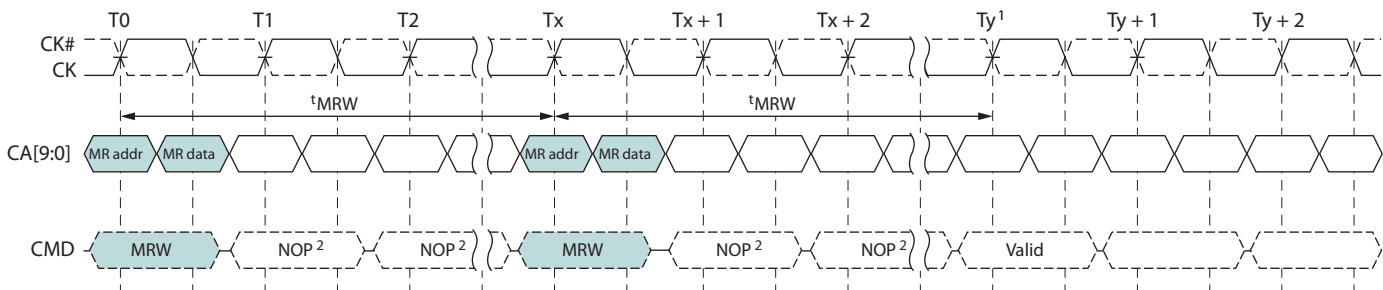 T0 T1 T2 Tx Tx + 1 Tx + 2 Ty¹ Ty + 1 Ty + 2
CK#
CK
ᵗMRW ᵗMRW
CA[9:0] MR addr MR data MR addr MR data
CMD MRW NOP ² NOP ² MRW NOP ² NOP ² Valid